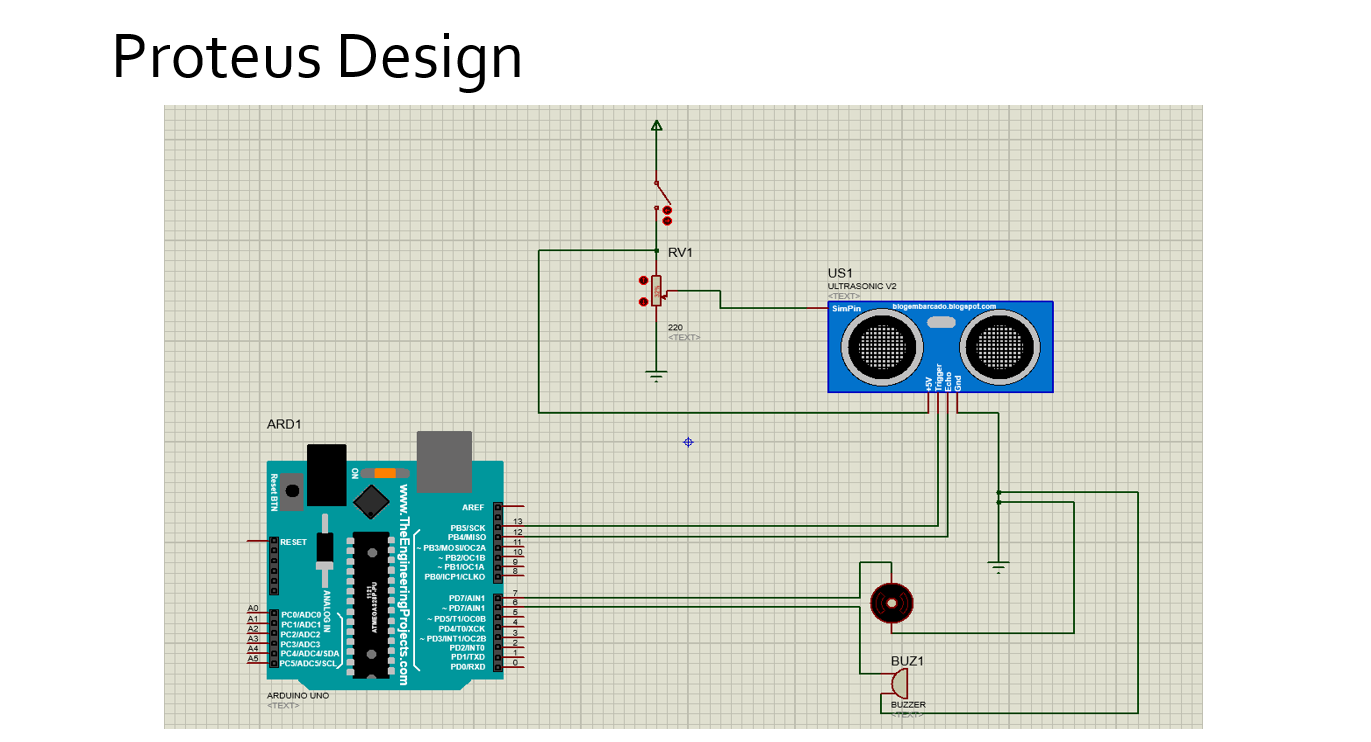 Proteus Design
RV1
220
<TEXT>
US1
ULTRASONIC V2
<TEXT>
SimPin
blogembarcado.blogspot.com
+5V
Trigger
Echo
Gnd
ARD1
Reset BTN
ON
www.TheEngineeringProjects.com
RESET
ANALOG IN
A0 PC0/ADC0
A1 PC1/ADC1
A2 PC2/ADC2
A3 PC3/ADC3
A4 PC4/ADC4/SDA
A5 PC5/ADC5/SCL
AREF
PB5/SCK 13
PB4/MISO 12
~ PB3/MOSI/OC2A 11
~ PB2/OC1B 10
~ PB1/OC1A 9
PB0/ICP1/CLKO 8
PD7/AIN1 7
~ PD7/AIN1 6
~ PD5/T1/OC0B 5
PD4/T0/XCK 4
~ PD3/INT1/OC2B 3
PD2/INT0 2
PD1/TXD 1
PD0/RXD 0
ARDUINO UNO
<TEXT>
BUZ1
BUZZER
<TEXT>